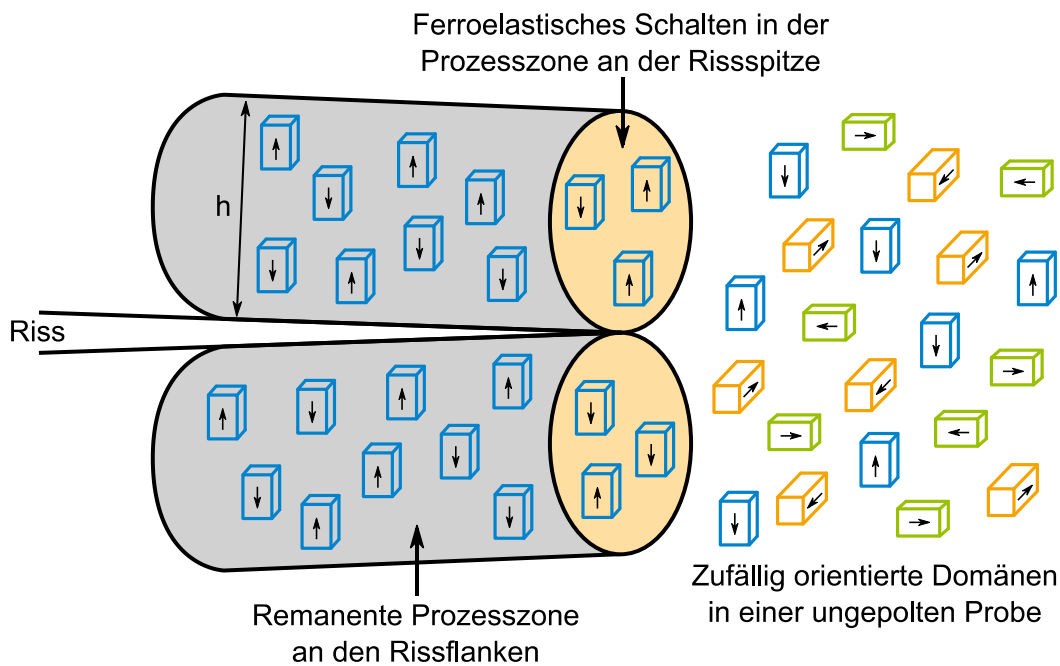 Ferroelastisches Schalten in der
Prozesszone an der Rissspitze
h
Riss
Remanente Prozesszone
an den Rissflanken
Zufällig orientierte Domänen
in einer ungepolten Probe